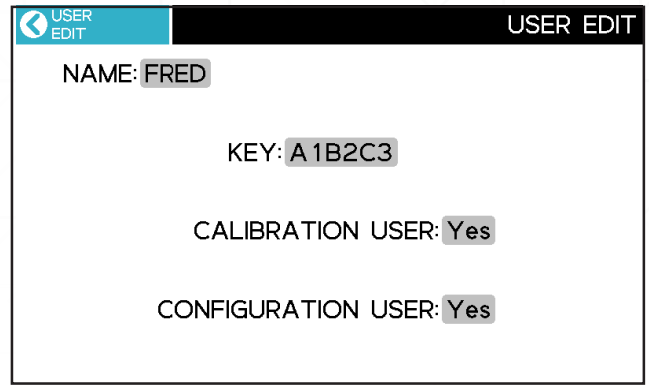 USER
EDIT
USER EDIT
NAME: FRED
KEY: A1B2C3
CALIBRATION USER: Yes
CONFIGURATION USER: Yes